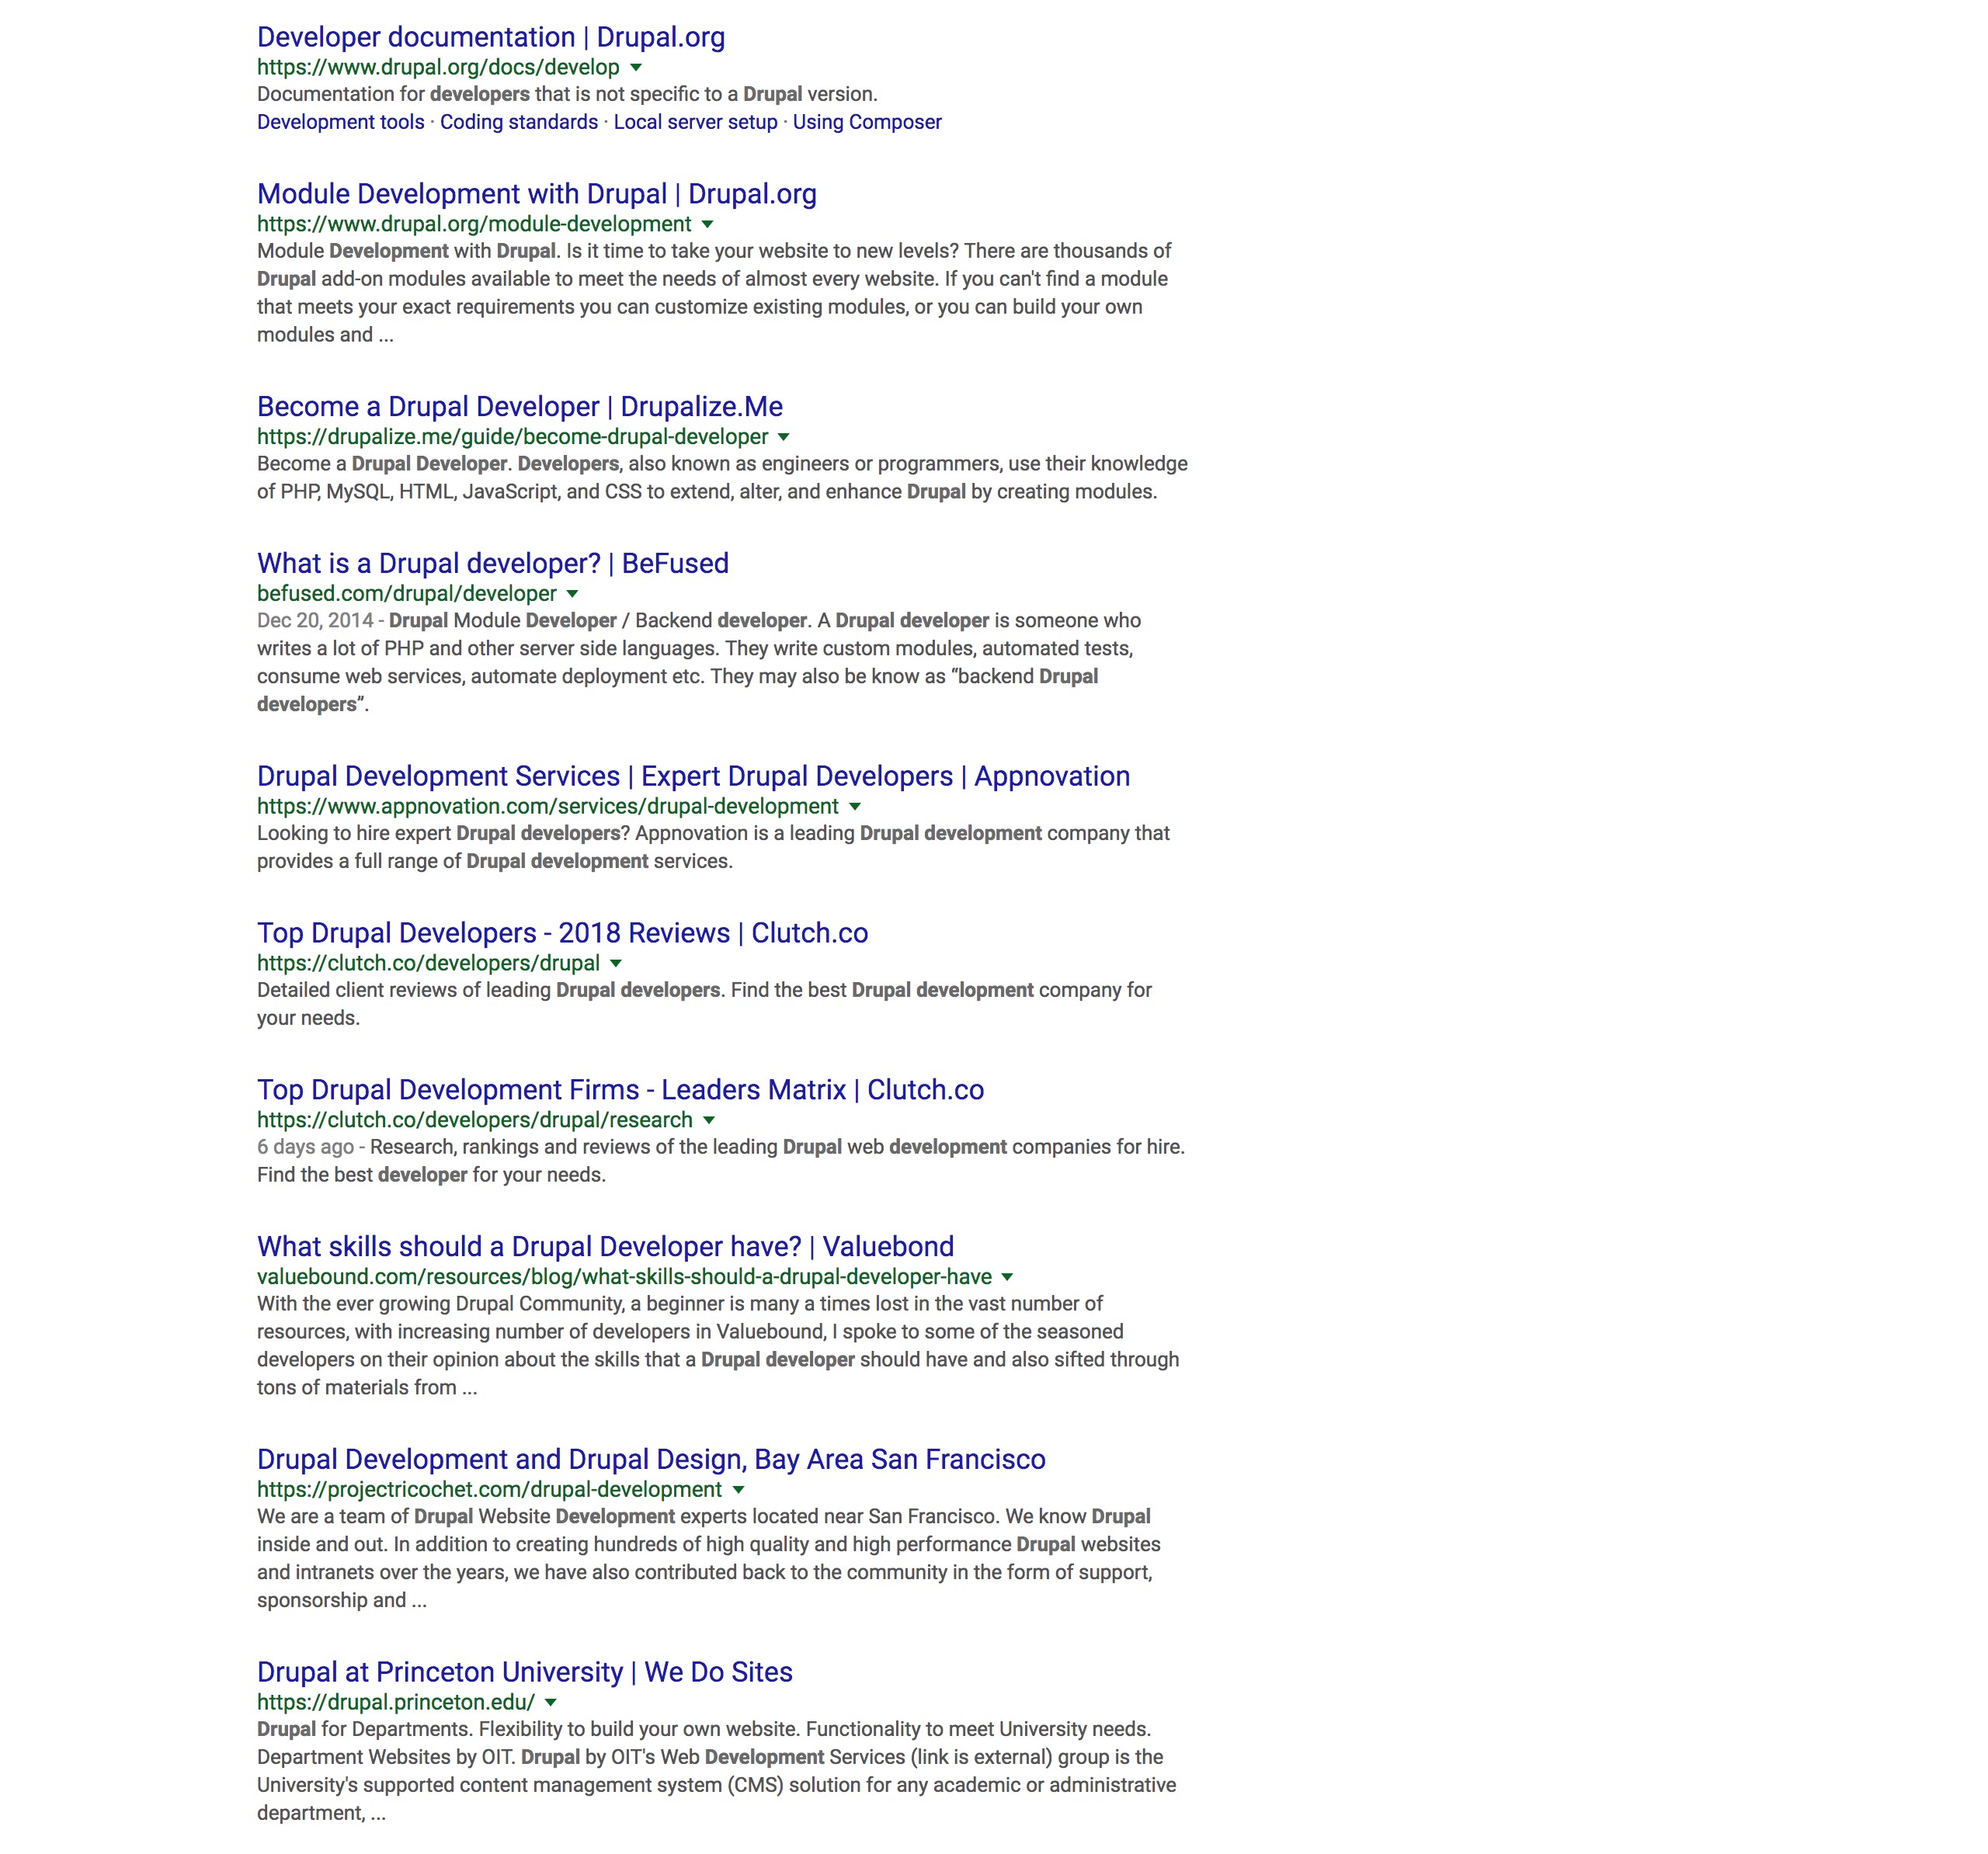 Developer documentation | Drupal.org
https://www.drupal.org/docs/develop
Documentation for developers that is not specific to a Drupal version.
Development tools · Coding standards · Local server setup · Using Composer
Module Development with Drupal | Drupal.org
https://www.drupal.org/module-development
Module Development with Drupal. Is it time to take your website to new levels? There are thousands of
Drupal add-on modules available to meet the needs of almost every website. If you can't find a module
that meets your exact requirements you can customize existing modules, or you can build your own
modules and ...
Become a Drupal Developer | Drupalize.Me
https://drupalize.me/guide/become-drupal-developer
Become a Drupal Developer. Developers, also known as engineers or programmers, use their knowledge
of PHP, MySQL, HTML, JavaScript, and CSS to extend, alter, and enhance Drupal by creating modules.
What is a Drupal developer? | BeFused
befused.com/drupal/developer
Dec 20, 2014 - Drupal Module Developer / Backend developer. A Drupal developer is someone who
writes a lot of PHP and other server side languages. They write custom modules, automated tests,
consume web services, automate deployment etc. They may also be know as “backend Drupal
developers”.
Drupal Development Services | Expert Drupal Developers | Appnovation
https://www.appnovation.com/services/drupal-development
Looking to hire expert Drupal developers? Appnovation is a leading Drupal development company that
provides a full range of Drupal development services.
Top Drupal Developers - 2018 Reviews | Clutch.co
https://clutch.co/developers/drupal
Detailed client reviews of leading Drupal developers. Find the best Drupal development company for
your needs.
Top Drupal Development Firms - Leaders Matrix | Clutch.co
https://clutch.co/developers/drupal/research
6 days ago - Research, rankings and reviews of the leading Drupal web development companies for hire.
Find the best developer for your needs.
What skills should a Drupal Developer have? | Valuebond
valuebound.com/resources/blog/what-skills-should-a-drupal-developer-have
With the ever growing Drupal Community, a beginner is many a times lost in the vast number of
resources, with increasing number of developers in Valuebound, I spoke to some of the seasoned
developers on their opinion about the skills that a Drupal developer should have and also sifted through
tons of materials from ...
Drupal Development and Drupal Design, Bay Area San Francisco
https://projectricochet.com/drupal-development
We are a team of Drupal Website Development experts located near San Francisco. We know Drupal
inside and out. In addition to creating hundreds of high quality and high performance Drupal websites
and intranets over the years, we have also contributed back to the community in the form of support,
sponsorship and ...
Drupal at Princeton University | We Do Sites
https://drupal.princeton.edu/
Drupal for Departments. Flexibility to build your own website. Functionality to meet University needs.
Department Websites by OIT. Drupal by OIT's Web Development Services (link is external) group is the
University's supported content management system (CMS) solution for any academic or administrative
department, ...